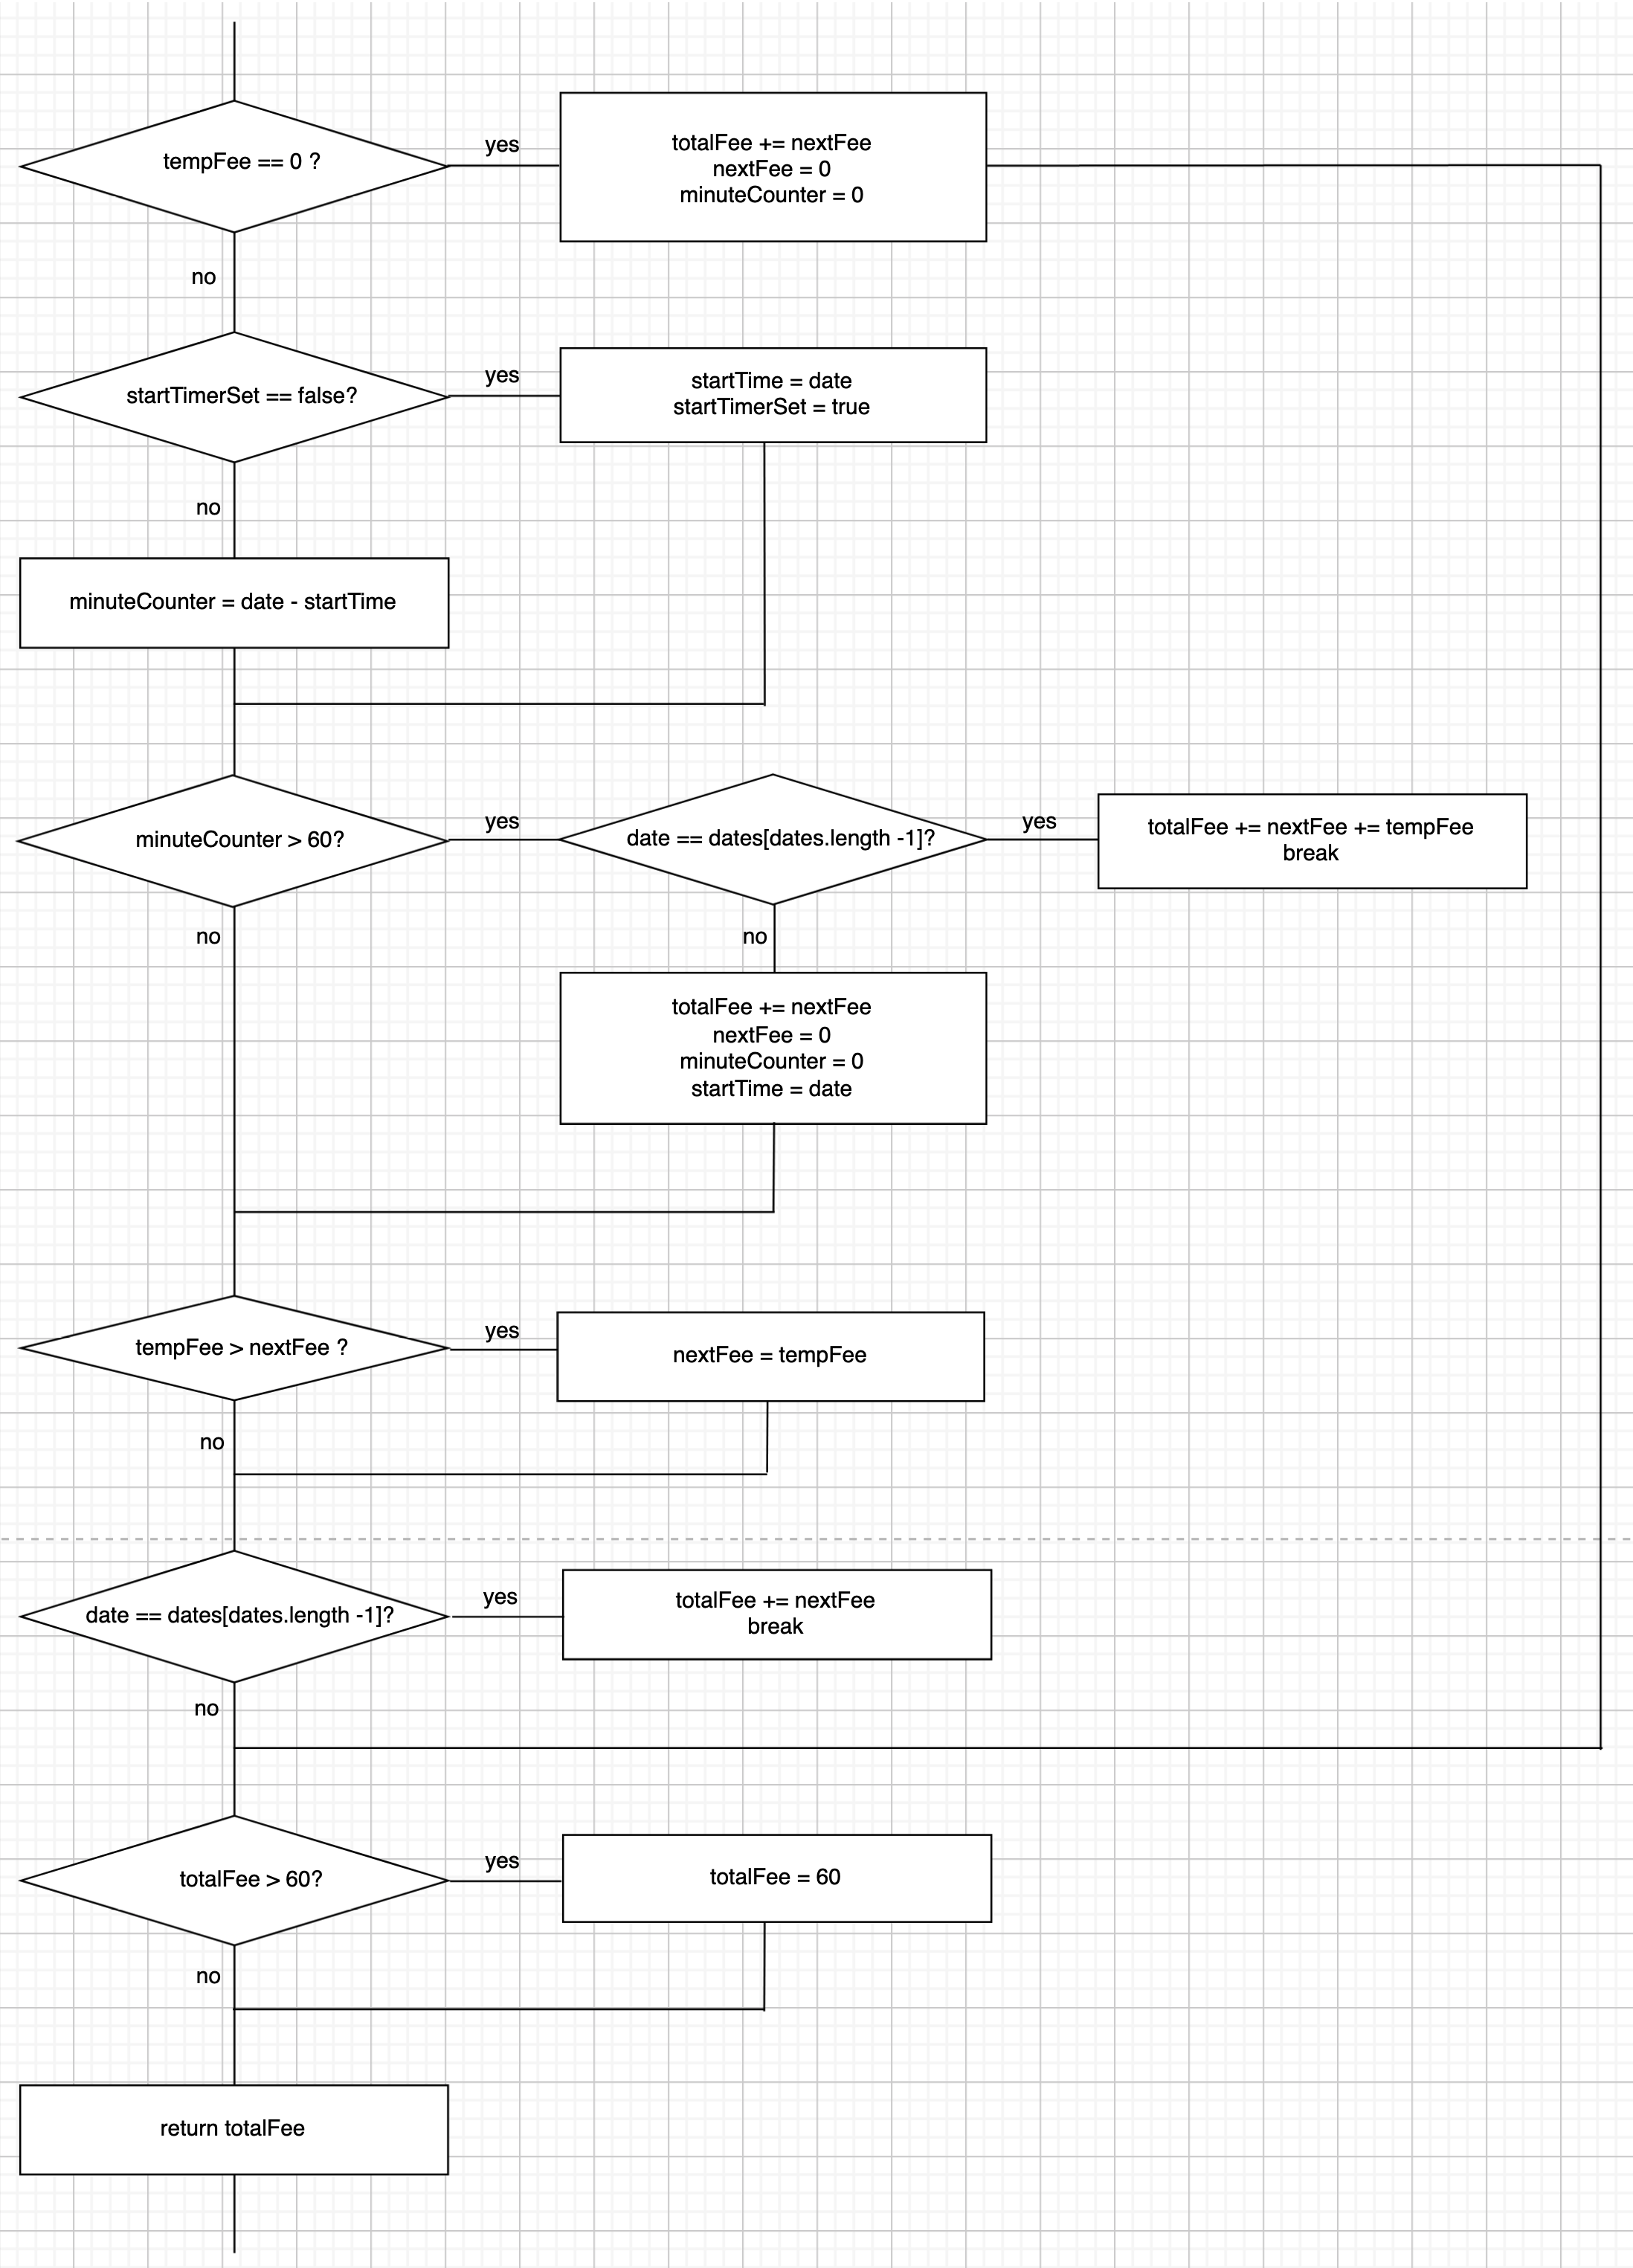 tempFee == 0 ?
yes
totalFee += nextFee
nextFee = 0
minuteCounter = 0
no
startTimerSet == false?
yes
startTime = date
startTimerSet = true
no
minuteCounter = date - startTime
minuteCounter > 60?
yes
date == dates[dates.length -1]?
yes
totalFee += nextFee += tempFee
break
no
no
totalFee += nextFee
nextFee = 0
minuteCounter = 0
startTime = date
tempFee > nextFee ?
yes
nextFee = tempFee
no
date == dates[dates.length -1]?
yes
totalFee += nextFee
break
no
totalFee > 60?
yes
totalFee = 60
no
return totalFee